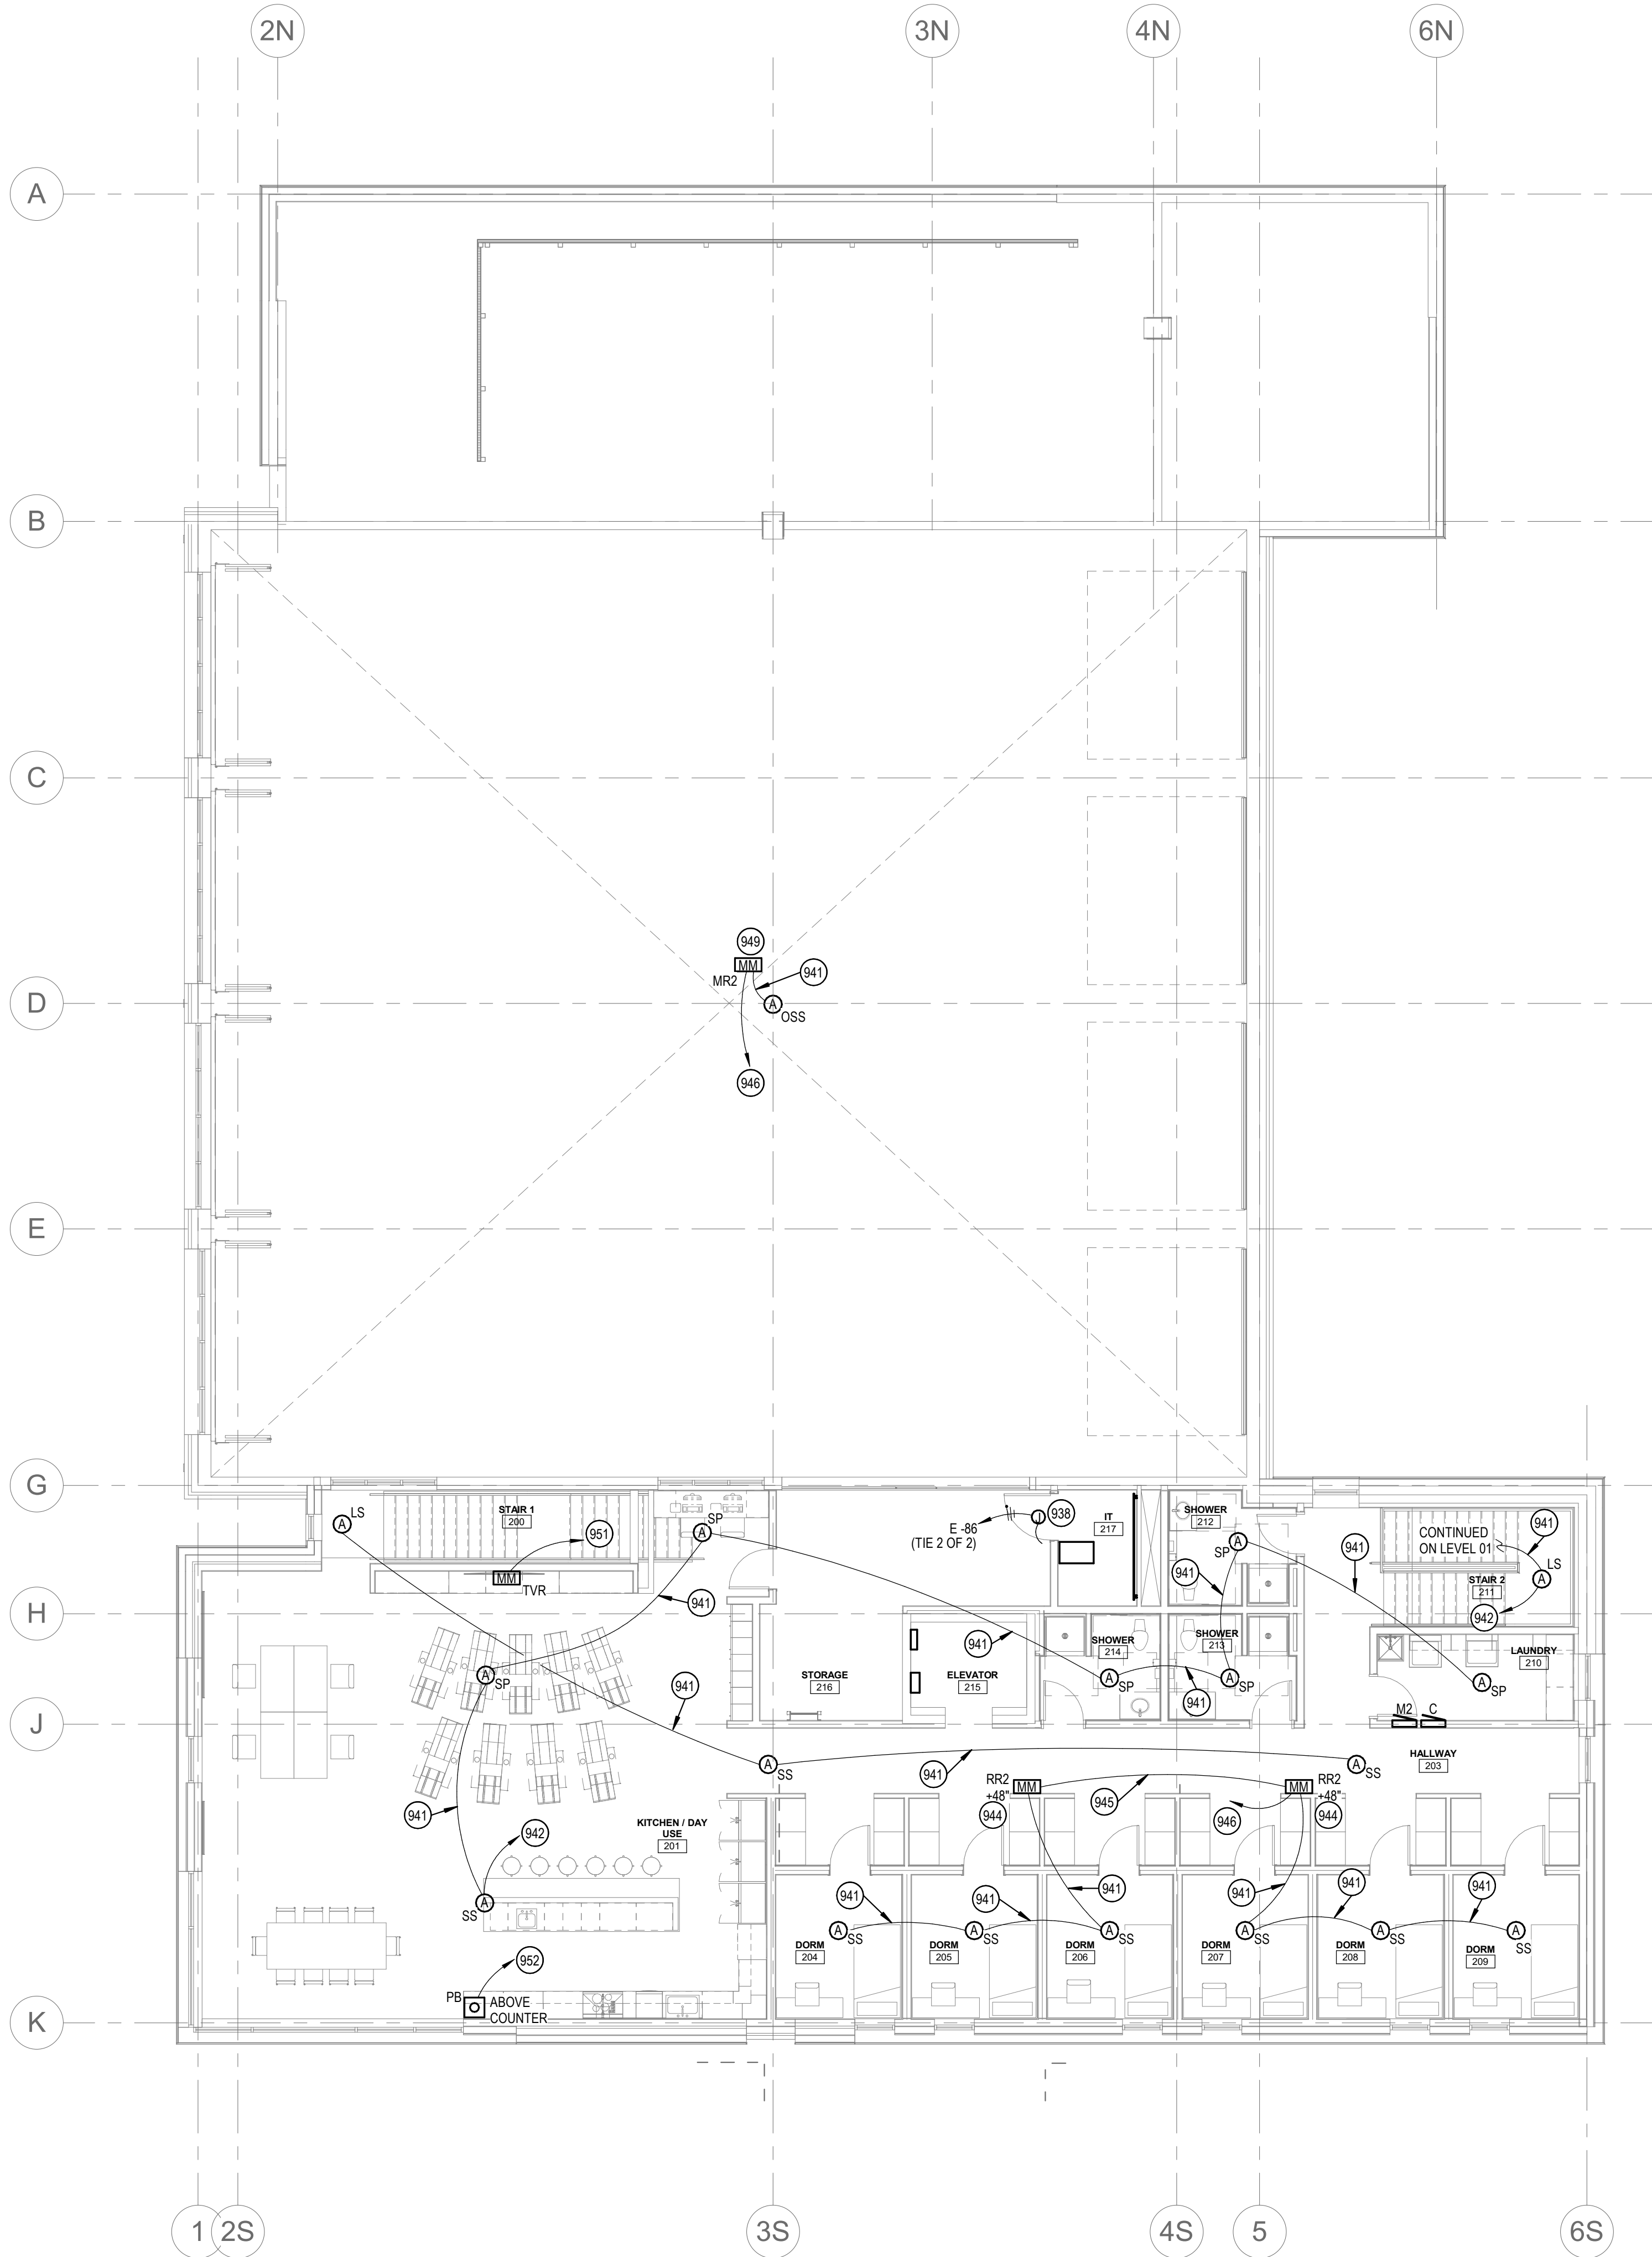 2N
3N
4N
6N
A
B
C
949
MM
941
MR2
D
A
OSS
946
E
G
LS
A
STAIR 1
200
951
SP
A
MM
TVR
E -86
(TIE 2 OF 2)
J
938
IT
217
SHOWER
212
A
SP
941
941
CONTINUED
ON LEVEL 01
941
LS
A
STAIR 2
211
942
H
941
A
SP
941
STORAGE
216
ELEVATOR
215
SHOWER
214
SHOWER
213
A
SP
A
SP
941
LAUNDRY
210
A
SP
941
M2
C
J
A
SS
941
A
SS
HALLWAY
203
RR2
+48"
944
MM
945
MM
RR2
+48"
944
946
941
942
KITCHEN / DAY
USE
201
A
SS
941
941
941
941
941
941
A
SS
A
SS
A
SS
A
SS
A
SS
A
SS
DORM
204
DORM
205
DORM
206
DORM
207
DORM
208
DORM
209
952
PB
ABOVE
COUNTER
K
1
2S
3S
4S
5
6S